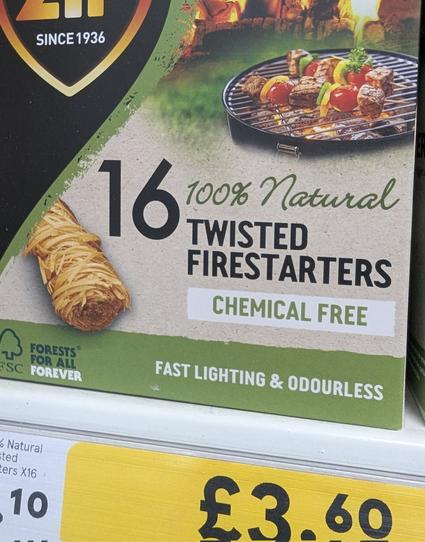 SINCE 1936
16
100% Natural
TWISTED
FIRESTARTERS
CHEMICAL FREE
FSC
FORESTS®
FOR ALL
FOREVER
FAST LIGHTING & ODOURLESS
% Natural
sted
ters X16
.10
£3.60